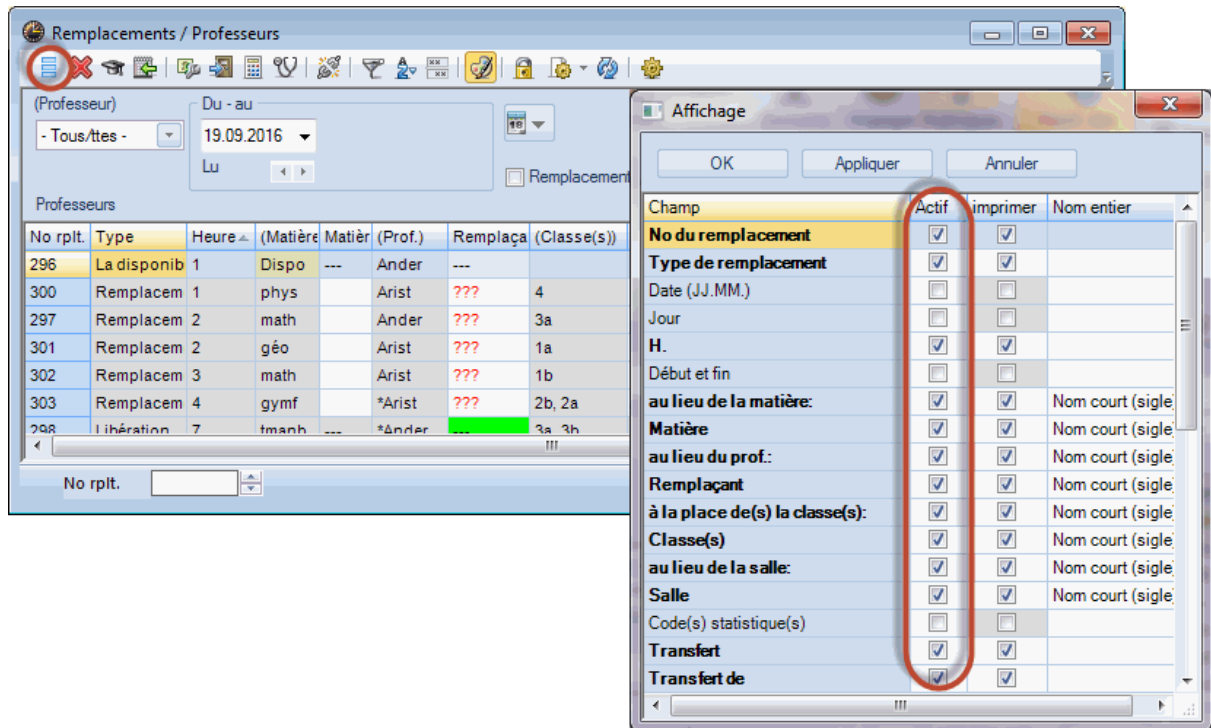 Remplacements / Professeurs
(Professeur)
Du - au
- Tous/ttes -
19.09.2016
Lu
18
Remplacement
Professeurs
No rplt. Type Heure (Matière Matièr (Prof.) Remplaça (Classe(s))
296 La disponib 1 Dispo --- Ander ---
300 Remplacem 1 phys Arist ??? 4
297 Remplacem 2 math Ander ??? 3a
301 Remplacem 2 géo Arist ??? 1a
302 Remplacem 3 math Arist ??? 1b
303 Remplacem 4 gymf *Arist ??? 2b, 2a
298 Libération 7 tmanb --- *Ander --- 3a, 3b
No rplt.
Affichage
OK Appliquer Annuler
Champ Actif imprimer Nom entier
No du remplacement
Type de remplacement
Date (JJ.MM.)
Jour
H.
Début et fin
au lieu de la matière: Nom court (sigle)
Matière Nom court (sigle)
au lieu du prof.: Nom court (sigle)
Remplaçant Nom court (sigle)
à la place de(s) la classe(s): Nom court (sigle)
Classe(s) Nom court (sigle)
au lieu de la salle: Nom court (sigle)
Salle Nom court (sigle)
Code(s) statistique(s)
Transfert
Transfert de